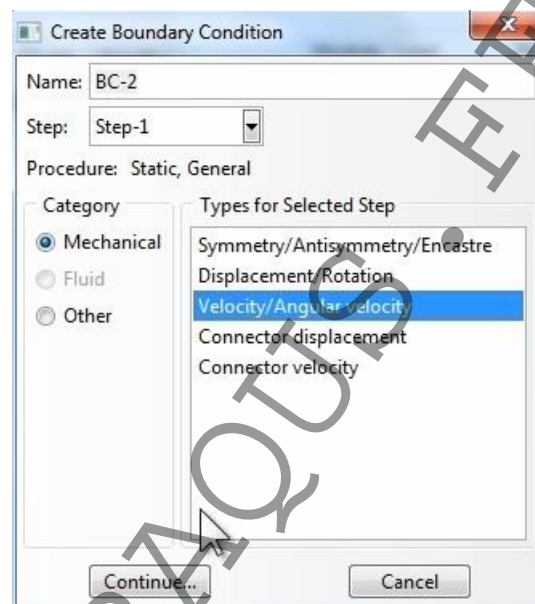 Create Boundary Condition
Name: BC-2
Step: Step-1
Procedure: Static, General
Category
Mechanical
Fluid
Other
Types for Selected Step
Symmetry/Antisymmetry/Encastre
Displacement/Rotation
Velocity/Angular velocity
Connector displacement
Connector velocity
Continue...
Cancel
AQUS.